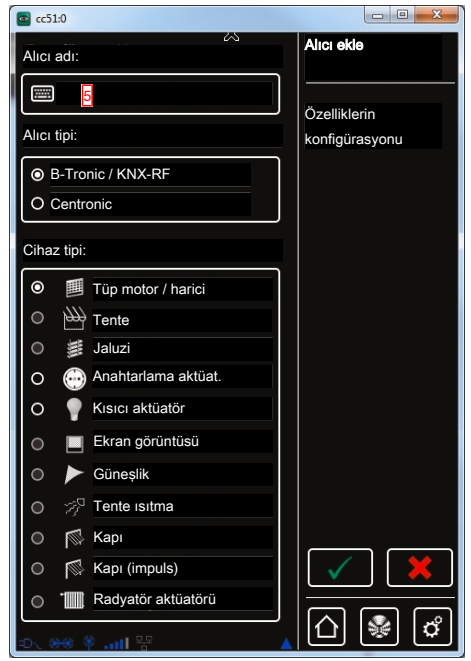 cc51:0
Alıcı adı:
5
Alıcı tipi:
B-Tronic / KNX-RF
Centronic
Cihaz tipi:
Tüp motor / harici
Tente
Jaluzi
Anahtarlama aktüat.
Kısıcı aktüatör
Ekran görüntüsü
Güneşlik
Tente ısıtma
Kapı
Kapı (impuls)
Radyatör aktüatörü
Alıcı ekle
Özelliklerin
konfigürasyonu